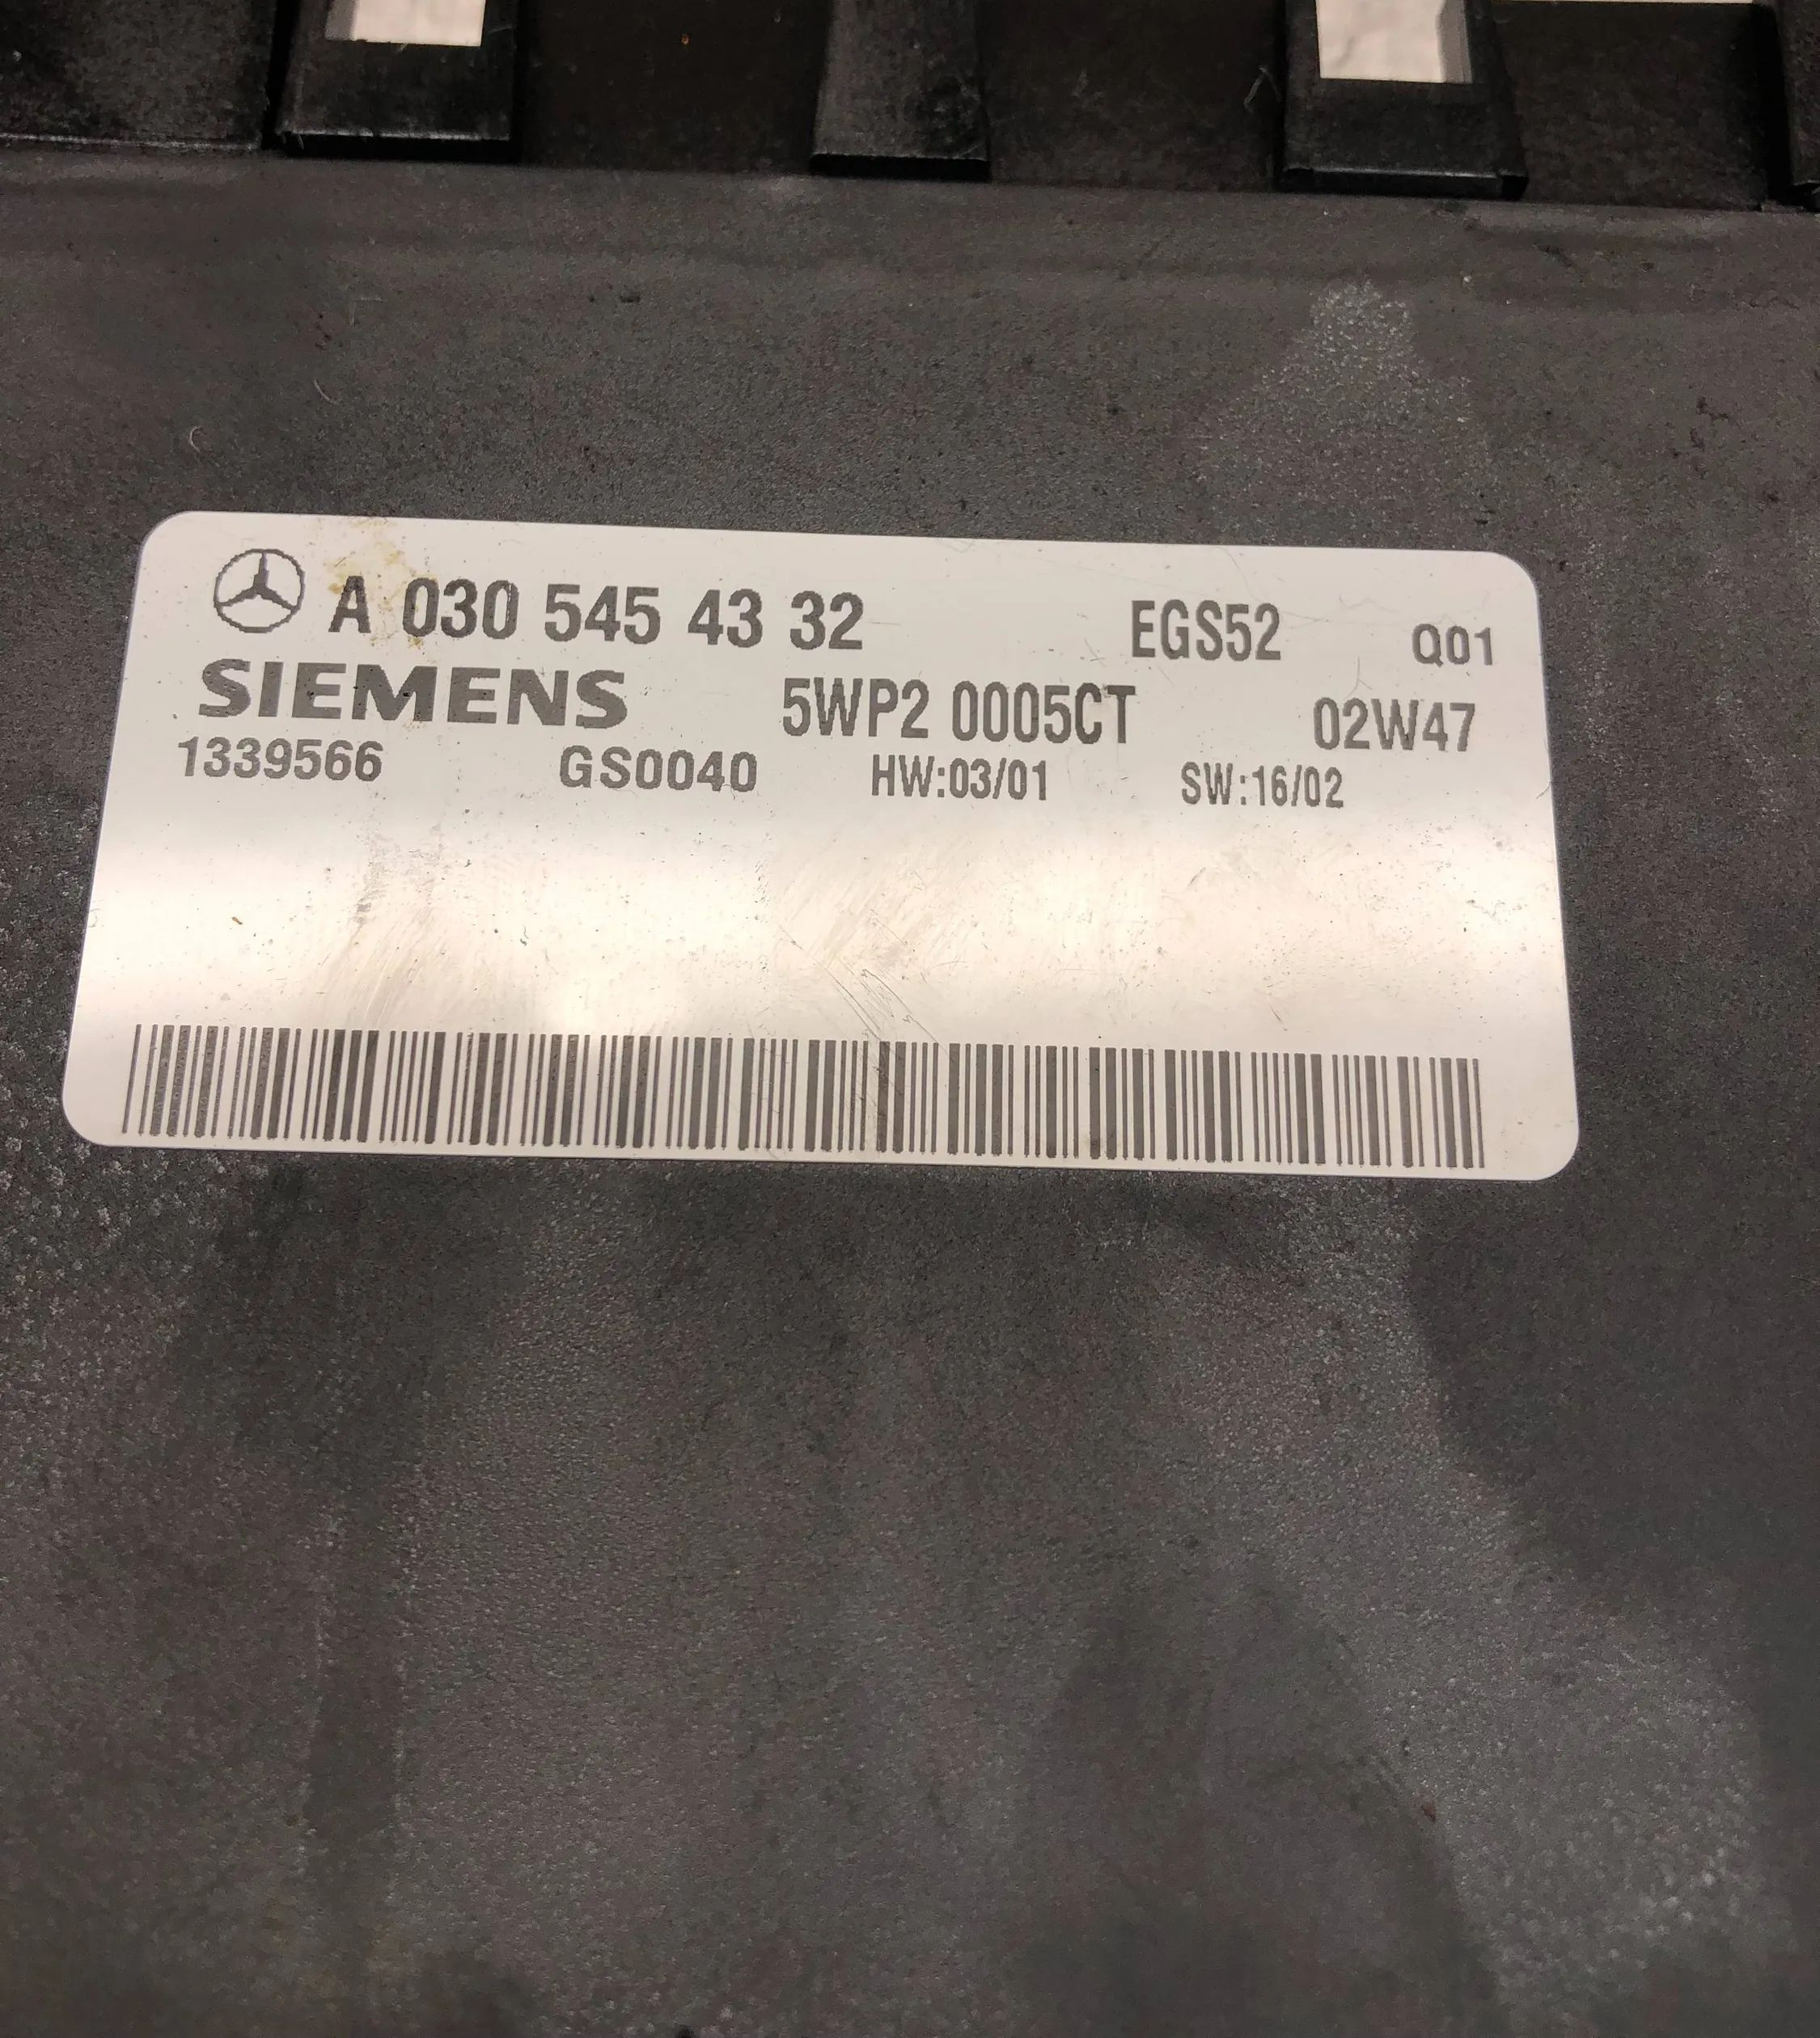 A 030 545 43 32 EGS52 Q01
SIEMENS 5WP2 0005CT 02W47
1339566 GS0040 HW:03/01 SW:16/02